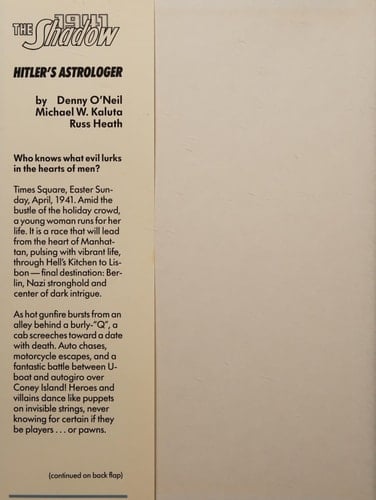 1941
THE Shadow
HITLER'S ASTROLOGER
by Denny O'Neil
Michael W. Kaluta
Russ Heath
Who knows what evil lurks
in the hearts of men?
Times Square, Easter Sun-
day, April, 1941. Amid the
bustle of the holiday crowd,
a young woman runs for her
life. It is a race that will lead
from the heart of Manhat-
tan, pulsing with vibrant life,
through Hell's Kitchen to Lis-
bon—final destination: Ber-
lin, Nazi stronghold and
center of dark intrigue.
As hot gunfire bursts from an
alley behind a burly-"Q", a
cab screeches toward a date
with death. Auto chases,
motorcycle escapes, and a
fantastic battle between U-
boat and autogiro over
Coney Island! Heroes and
villains dance like puppets
on invisible strings, never
knowing for certain if they
be players . . . or pawns.
(continued on back flap)